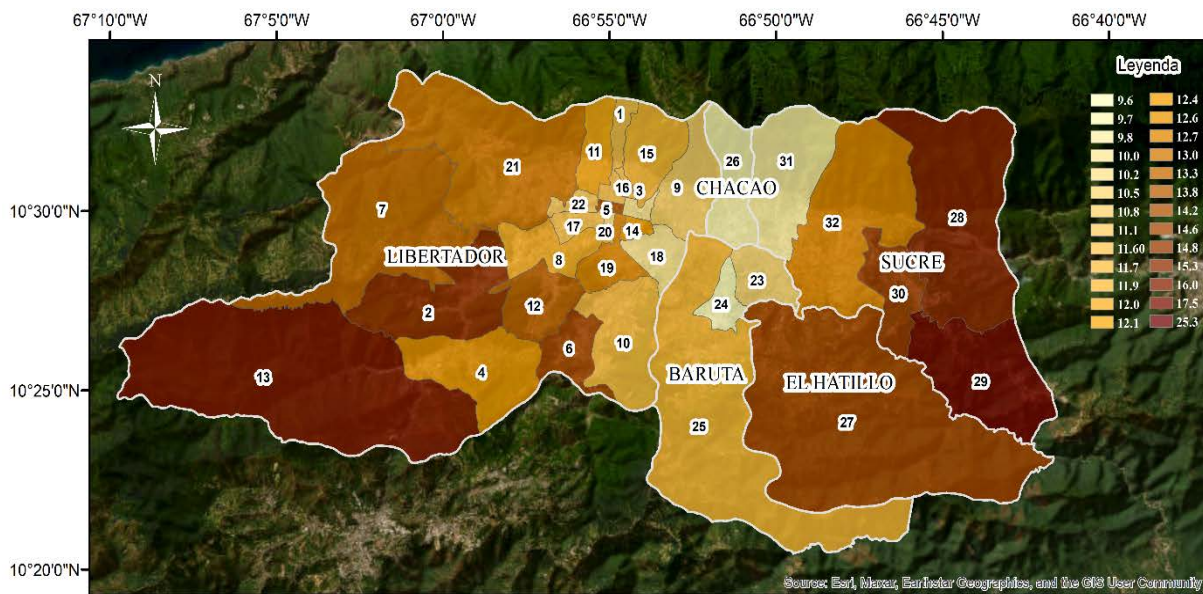 67°10'0"W 67°5'0"W 67°0'0"W 66°55'0"W 66°50'0"W 66°45'0"W 66°40'0"W
Leyenda
9.6 12.4
9.7 12.6
9.8 12.7
10.0 13.0
10.2 13.3
10.5 13.8
10.8 14.2
11.1 14.6
11.60 14.8
11.7 15.3
11.9 16.0
12.0 17.5
12.1 25.3
N
1
11 15 26 31
21
16 3 9 CHACAO
10°30'0"N 7 22 5 28
17 20 14 32
LIBERTADOR 8 18 SUCRE
19 23
24 30
2 12
6 10
13 4 BARUTA EL HATILLO 29
10°25'0"N
25 27
10°20'0"N
Source: Esri, Maxar, Earthstar Geographics, and the GIS User Community